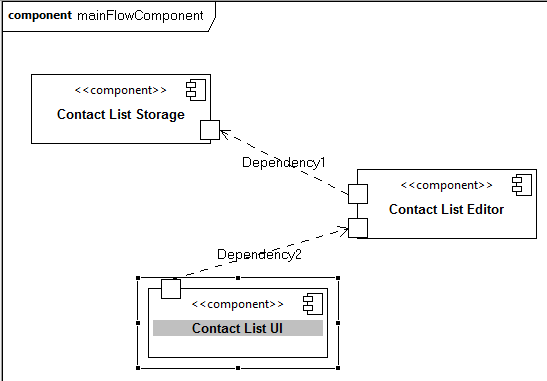 component mainFlowComponent
<<component>>
Contact List Storage
Dependency1
<<component>>
Contact List Editor
Dependency2
<<component>>
Contact List UI